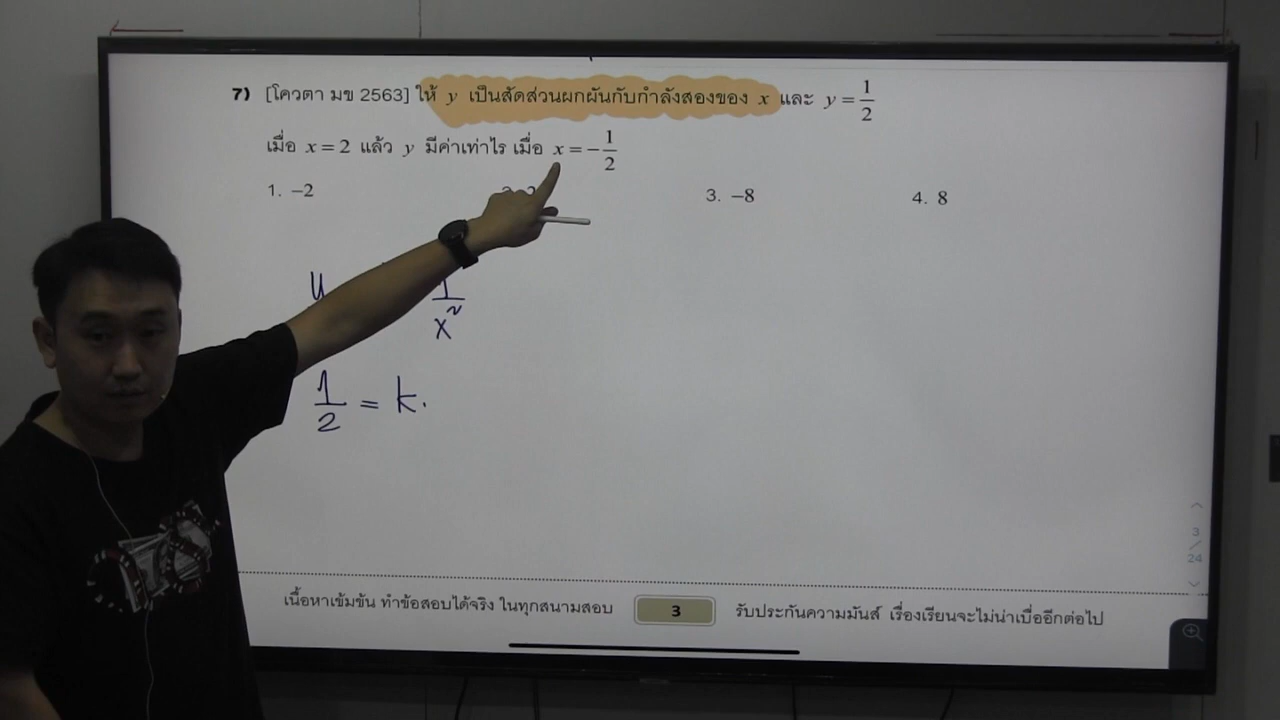 7) [โควตา มข 2563] ให้ y เป็นสัดส่วนผกผันกับกำลังสองของ x และ y = 1/2
เมื่อ x = 2 แล้ว y มีค่าเท่าไร เมื่อ x = -1/2
1. -2
3. -8
4. 8
1/x²
1/2 = k.
3
/
24
เนื้อหาเข้มข้น ทำข้อสอบได้จริง ในทุกสนามสอบ 3 รับประกันความมันส์ เรื่องเรียนจะไม่น่าเบื่ออีกต่อไป